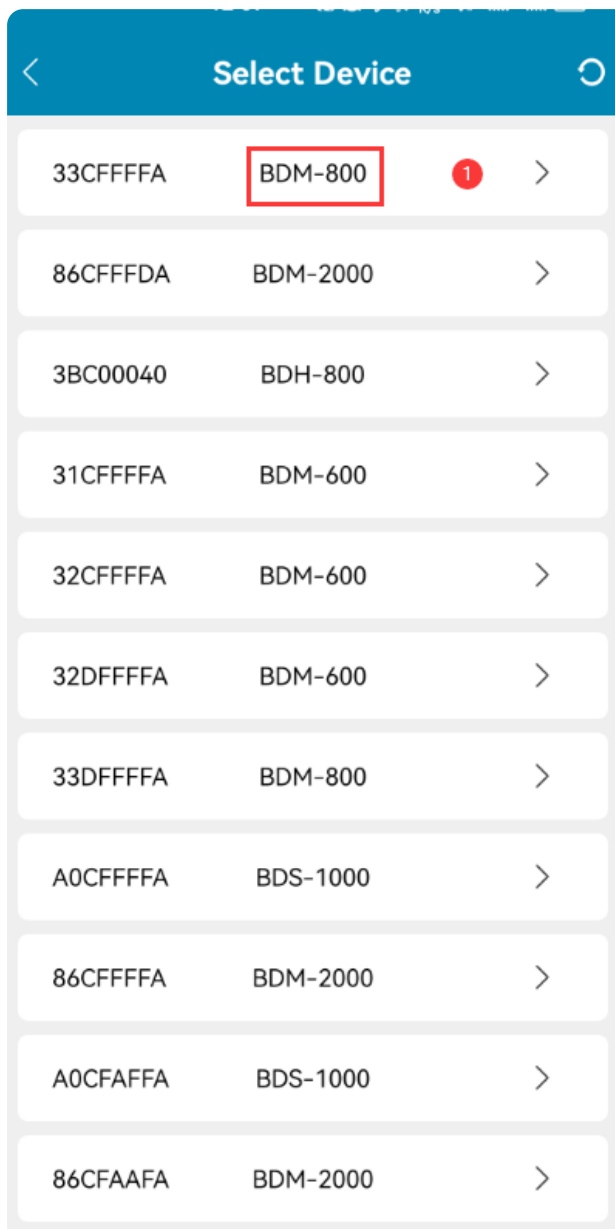 Select Device
33CFFFFA BDM-800 1
86CFFFDA BDM-2000
3BC00040 BDH-800
31CFFFFA BDM-600
32CFFFFA BDM-600
32DFFFFA BDM-600
33DFFFFA BDM-800
A0CFFFFA BDS-1000
86CFFFFA BDM-2000
A0CFAFFA BDS-1000
86CFAAFA BDM-2000